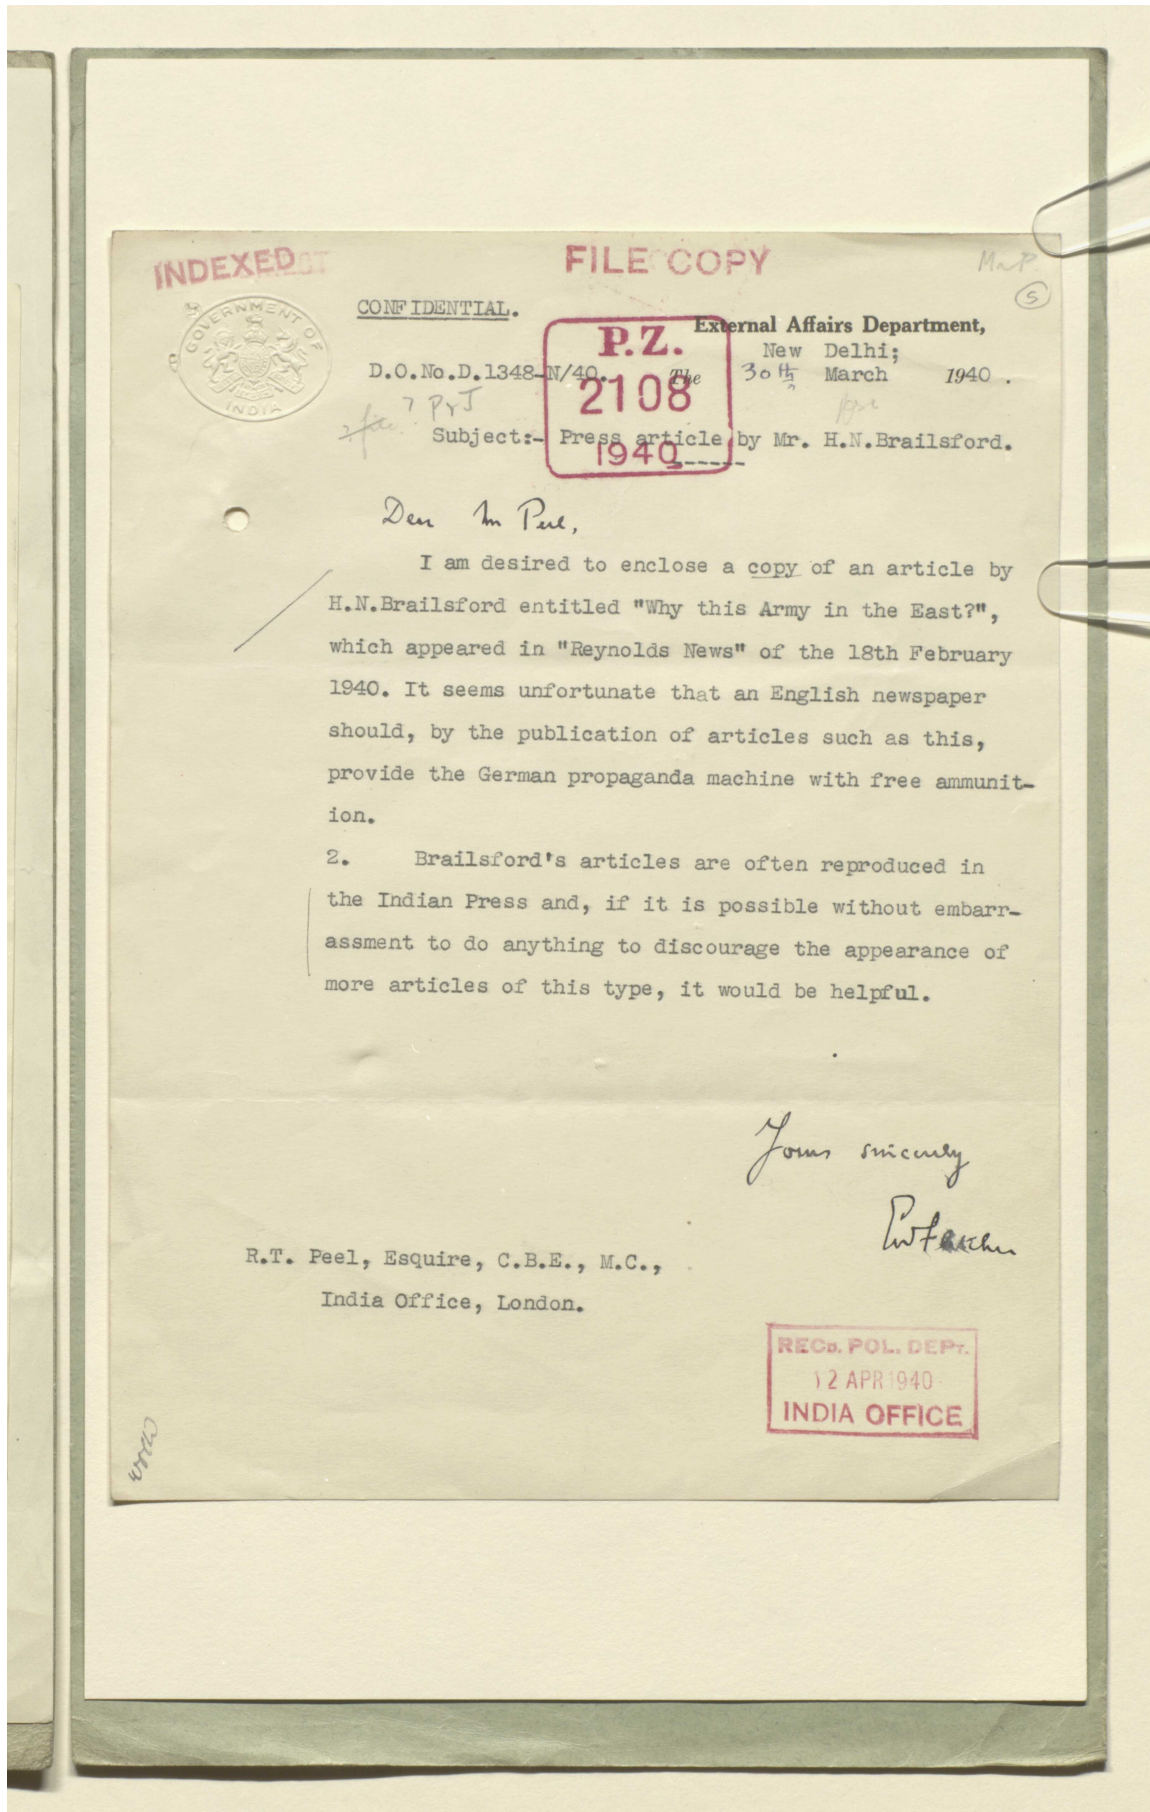 INDEXED
FILE COPY
5
GOVERNMENT OF
INDIA
CONFIDENTIAL.
P.Z.
2108
1940
External Affairs Department,
New Delhi;
D.O.No.D.1348-N/40. The 30th March 1940.
Subject:- Press article by Mr. H.N.Brailsford.
Dear Mr Peel,
I am desired to enclose a copy of an article by
H.N.Brailsford entitled "Why this Army in the East?",
which appeared in "Reynolds News" of the 18th February
1940. It seems unfortunate that an English newspaper
should, by the publication of articles such as this,
provide the German propaganda machine with free ammunit-
ion.
2. Brailsford's articles are often reproduced in
the Indian Press and, if it is possible without embarr-
assment to do anything to discourage the appearance of
more articles of this type, it would be helpful.
Yours sincerely
R.T. Peel, Esquire, C.B.E., M.C.,
India Office, London.
RECD. POL. DEPT.
12 APR 1940
INDIA OFFICE